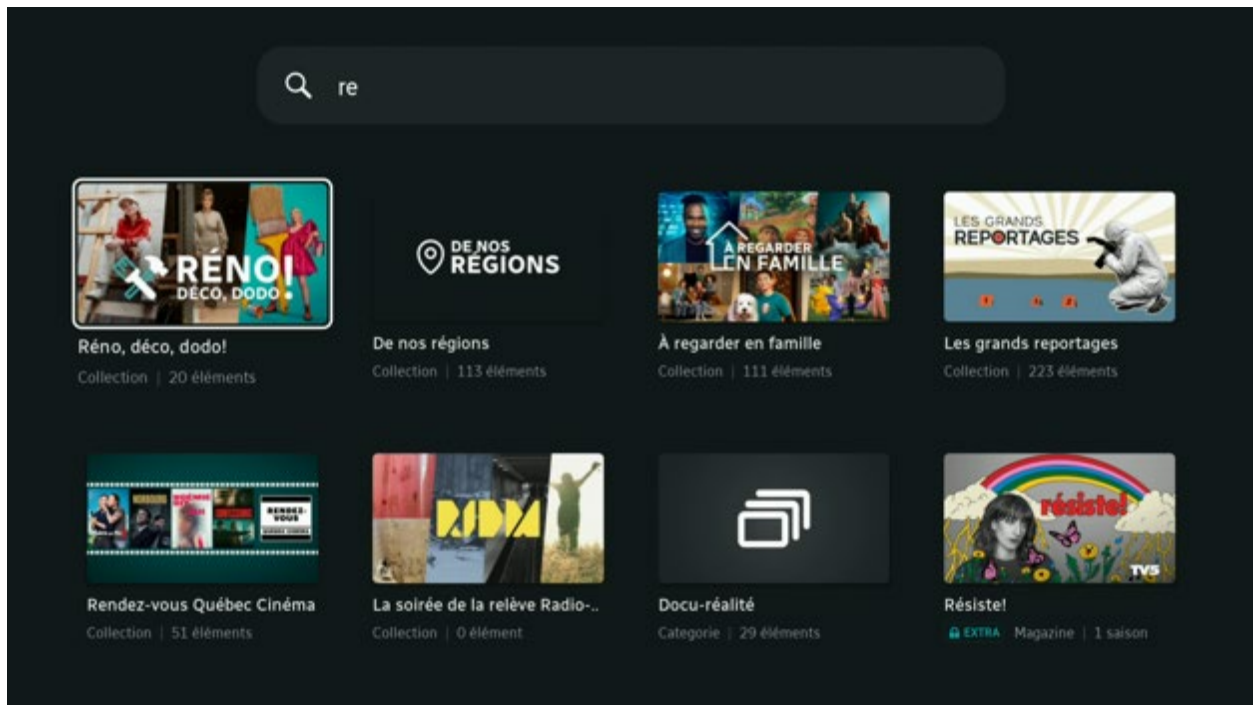 re
RÉNO!
DÉCO, DODO
DE NOS
RÉGIONS
À REGARDER
EN FAMILLE
LES GRANDS
REPORTAGES
Réno, déco, dodo!
Collection | 20 éléments
De nos régions
Collection | 113 éléments
À regarder en famille
Collection | 111 éléments
Les grands reportages
Collection | 223 éléments
RENDEZ-
VOUS
QUÉBEC CINÉMA
résiste!
TV5
Rendez-vous Québec Cinéma
Collection | 51 éléments
La soirée de la relève Radio-..
Collection | 0 élément
Docu-réalité
Categorie | 29 éléments
Résiste!
EXTRA Magazine | 1 saison